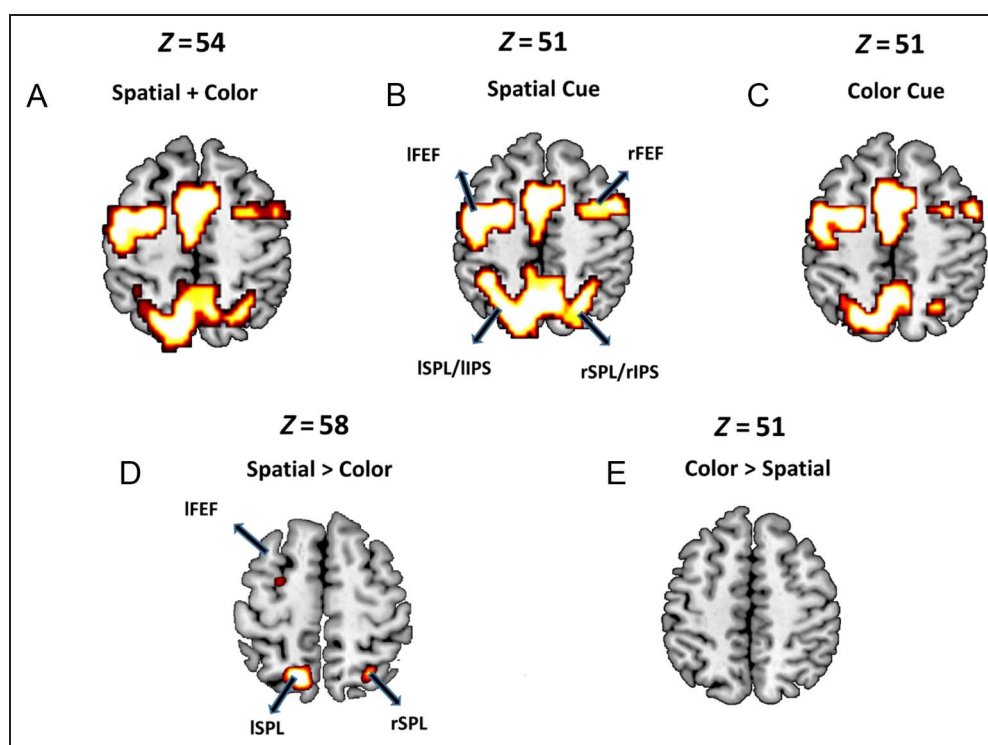 Z = 54
Spatial + Color
A
Z = 51
Spatial Cue
B
lFEF
rFEF
lSPL/lIPS
rSPL/rIPS
Z = 51
Color Cue
C
Z = 58
Spatial > Color
D
lFEF
lSPL
rSPL
Z = 51
Color > Spatial
E